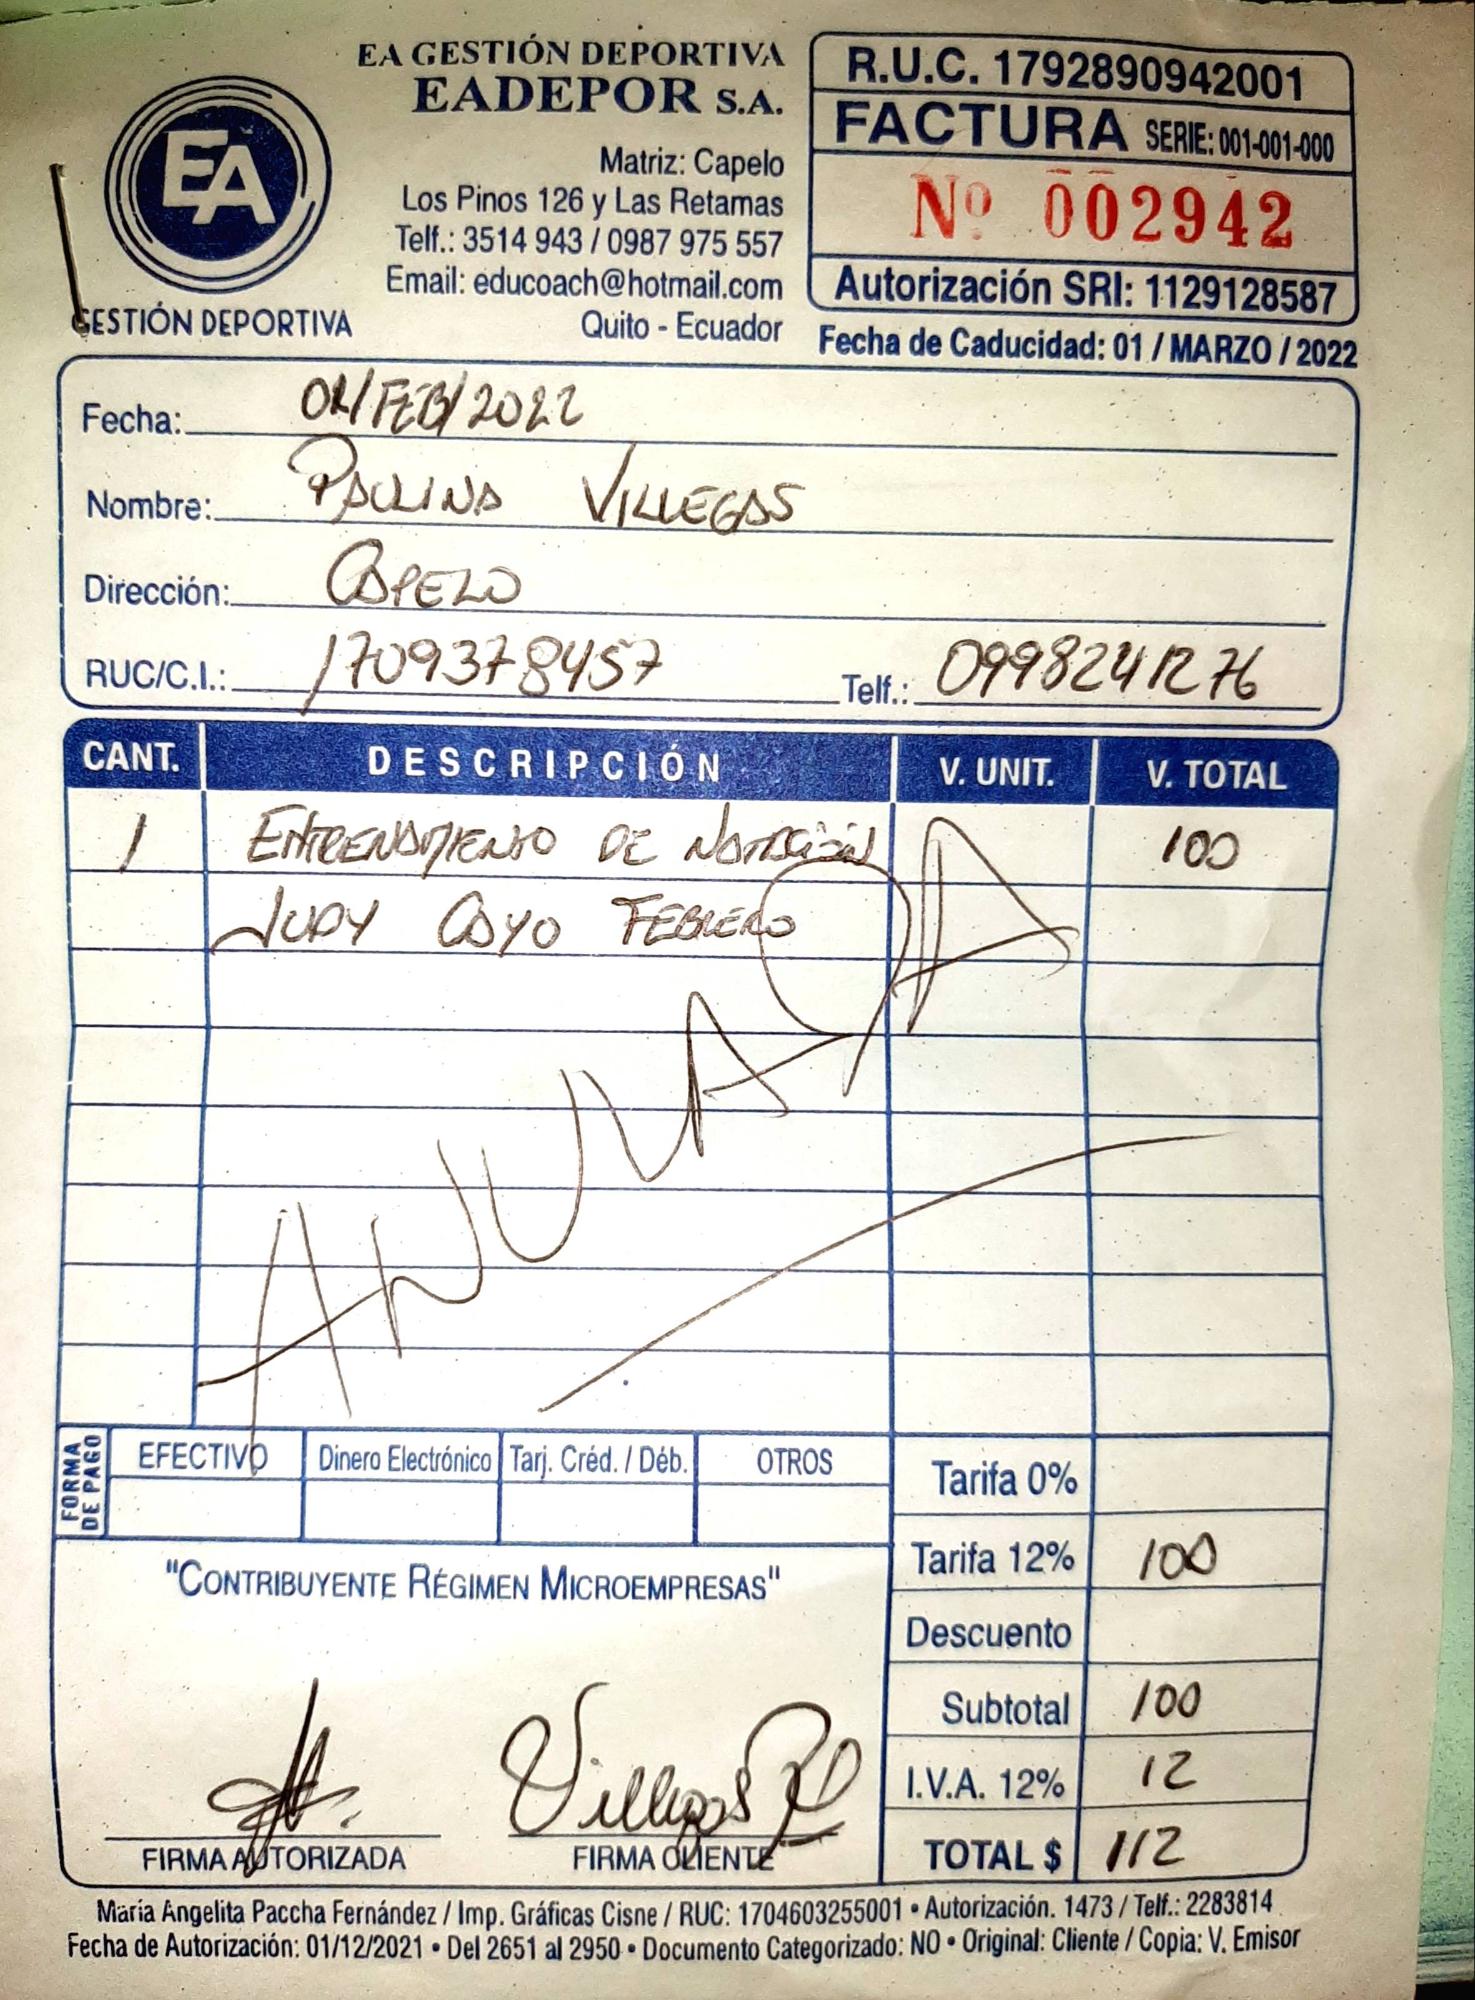 EA GESTIÓN DEPORTIVA
EADEPOR S.A.
EA
GESTIÓN DEPORTIVA
Matriz: Capelo
Los Pinos 126 y Las Retamas
Telf.: 3514 943 / 0987 975 557
Email: educoach@hotmail.com
Quito - Ecuador
R.U.C. 1792890942001
FACTURA SERIE: 001-001-000
Nº 002942
Autorización SRI: 1129128587
Fecha de Caducidad: 01 / MARZO / 2022
Fecha: /FEB/2022
Nombre: PAULINA VILLEGAS
Dirección: CAPELO
RUC/C.I.: 1709378457 Telf.: 0998241276
CANT. DESCRIPCIÓN V. UNIT. V. TOTAL
1 ENTRENAMIENTO DE NATACIÓN 100
JUDY COYO FEBRERO
ANULADA
FORMA DE PAGO
EFECTIVO Dinero Electrónico Tarj. Créd. / Déb. OTROS
Tarifa 0%
Tarifa 12% 100
Descuento
Subtotal 100
I.V.A. 12% 12
TOTAL $ 112
"CONTRIBUYENTE RÉGIMEN MICROEMPRESAS"
Villegas
FIRMA AUTORIZADA FIRMA CLIENTE
María Angelita Paccha Fernández / Imp. Gráficas Cisne / RUC: 1704603255001 • Autorización. 1473 / Telf.: 2283814
Fecha de Autorización: 01/12/2021 • Del 2651 al 2950 • Documento Categorizado: NO • Original: Cliente / Copia: V. Emisor